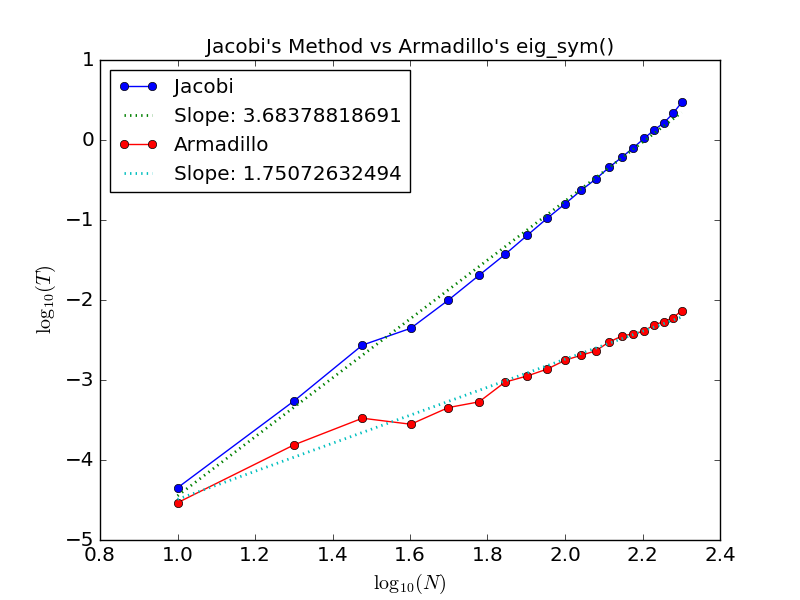 Jacobi's Method vs Armadillo's eig_sym()
Jacobi
Slope: 3.68378818691
Armadillo
Slope: 1.75072632494
1
0
−1
−2
−3
−4
−5
log10(T)
0.8 1.0 1.2 1.4 1.6 1.8 2.0 2.2 2.4
log10(N)